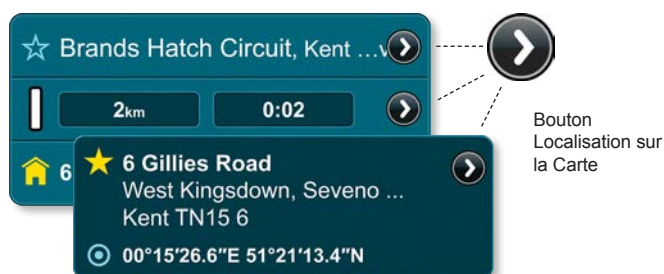 Brands Hatch Circuit, Kent ...v
2km 0:02
6
6 Gillies Road
West Kingsdown, Seveno ...
Kent TN15 6
00°15'26.6"E 51°21'13.4"N
Bouton
Localisation sur
la Carte